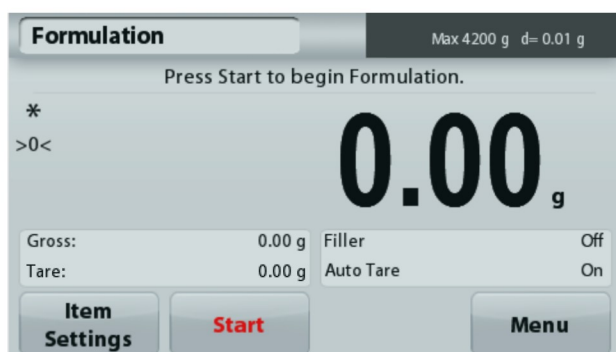 Formulation
Max 4200 g d= 0.01 g
Press Start to begin Formulation.
*
>0<
0.00 g
Gross: 0.00 g
Tare: 0.00 g
Filler Off
Auto Tare On
Item
Settings
Start
Menu